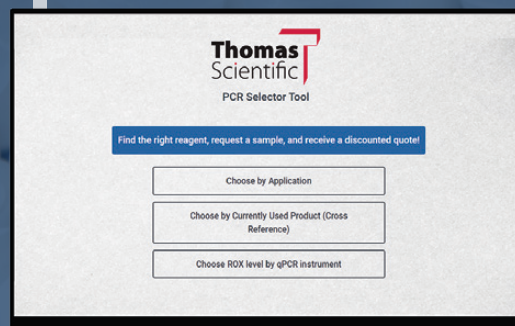 Thomas
Scientific
PCR Selector Tool
Find the right reagent, request a sample, and receive a discounted quote!
Choose by Application
Choose by Currently Used Product (Cross
Reference)
Choose ROX level by qPCR instrument